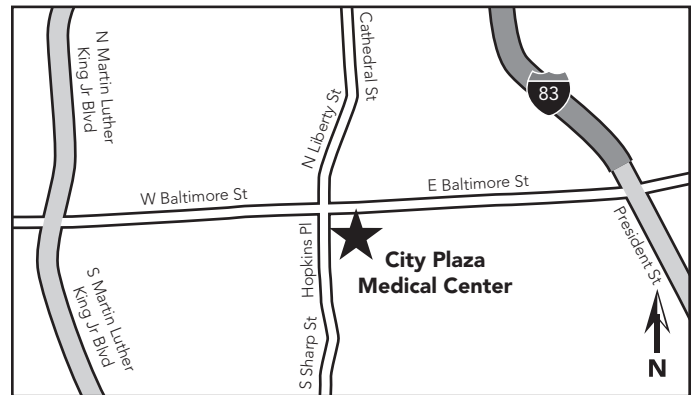 N Martin Luther
King Jr Blvd
Cathedral St
N Liberty St
83
W Baltimore St
E Baltimore St
Hopkins Pl
City Plaza
Medical Center
President St
S Martin Luther
King Jr Blvd
S Sharp St
N